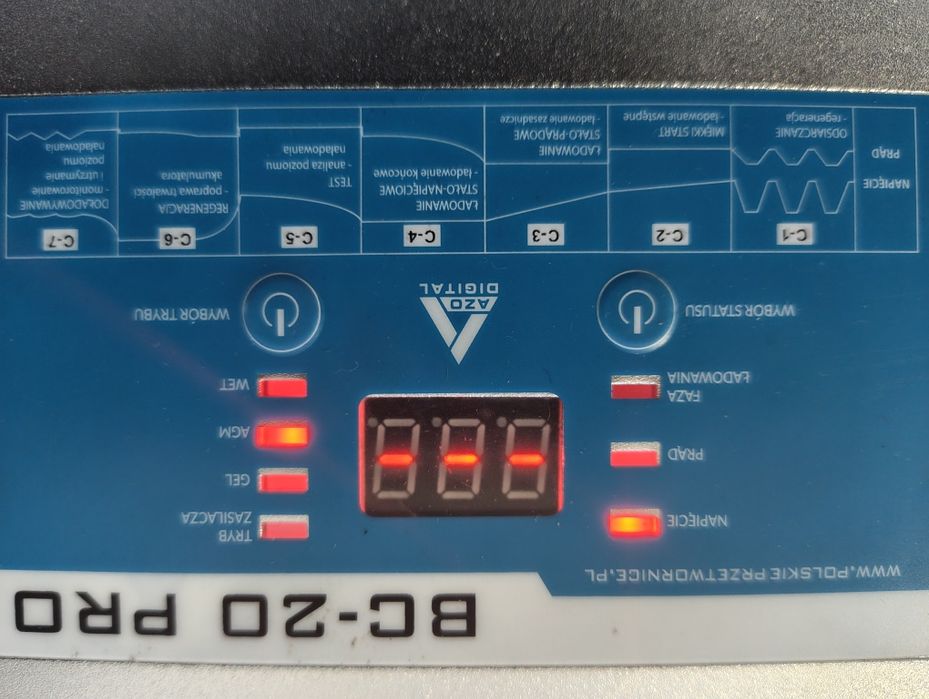 BC-20 PRO
WWW.POLSKIEPRZETWORNICE.PL
NAPIĘCIE
PRĄD
FAZA
ŁADOWANIA
WYBÓR STATUSU
---
AZO
DIGITAL
TRYB
ZASILACZA
GEL
AGM
WET
WYBÓR TRYBU
NAPIĘCIE
PRĄD
C-1
ODSIARCZANIE
- regeneracja
C-2
MIĘKKI START
- ładowanie wstępne
C-3
ŁADOWANIE
STAŁO-PRĄDOWE
- ładowanie zasadnicze
C-4
ŁADOWANIE
STAŁO-NAPIĘCIOWE
- ładowanie końcowe
C-5
TEST
- analiza poziomu
naładowania
C-6
REGENERACJA
- poprawa trwałości
akumulatora
C-7
DOŁADOWYWANIE
- monitorowanie
i utrzymanie
poziomu
naładowania